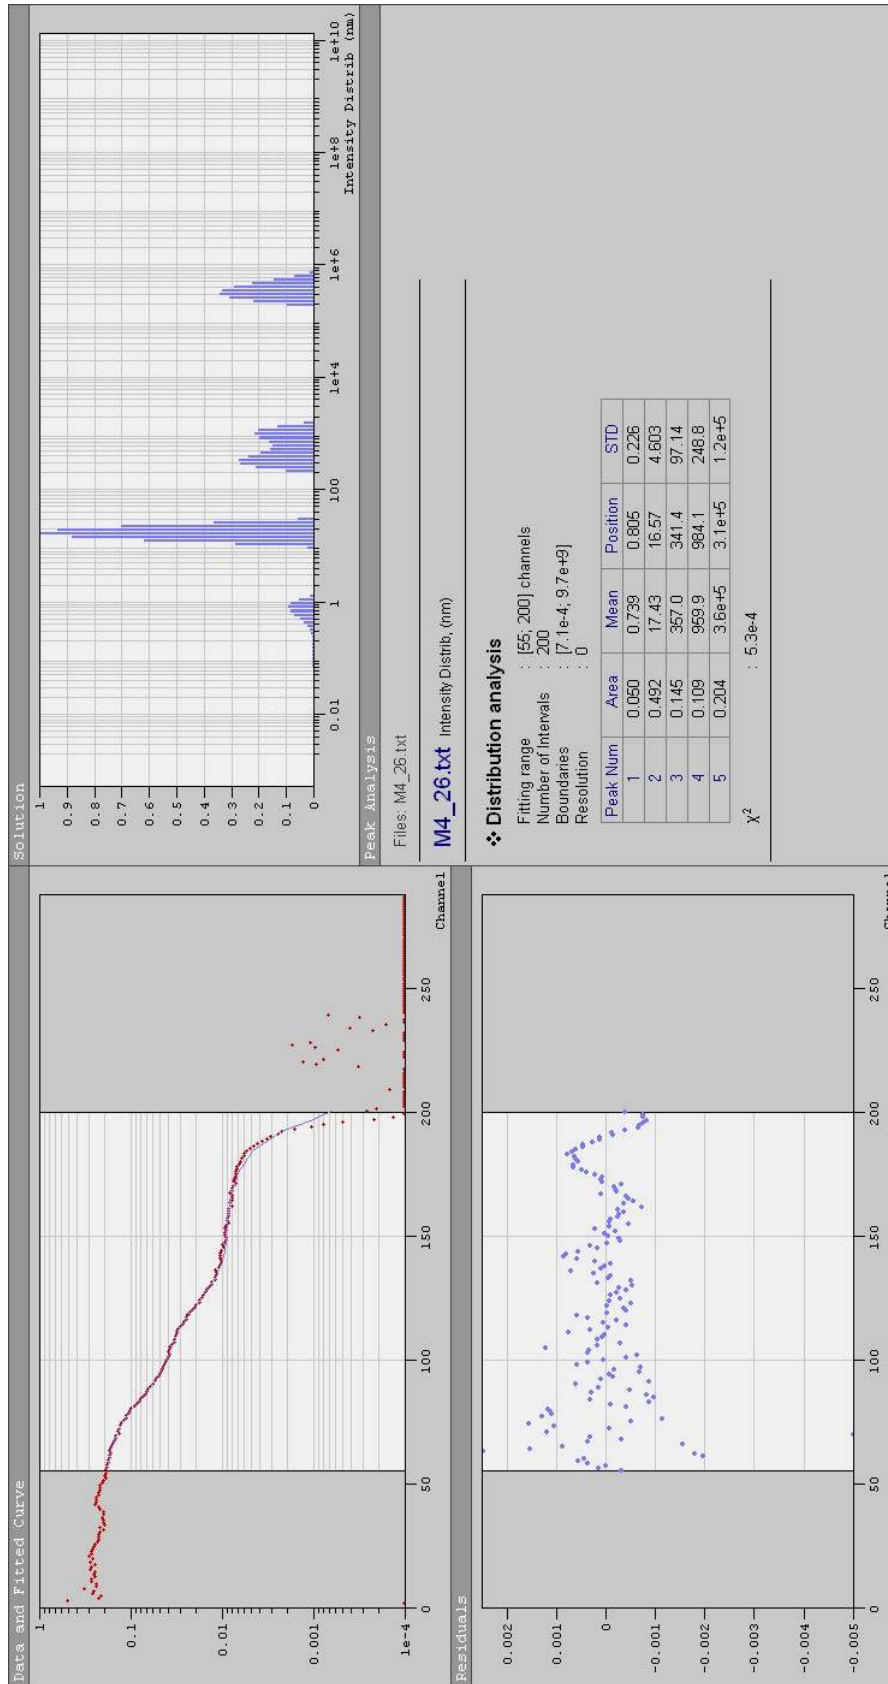 Data and Fitted Curve
1
0.1
0.01
0.001
1e-4
0 50 100 150 200 250
Channel
Residuals
0.002
0.001
0
-0.001
-0.002
-0.003
-0.004
-0.005
0 50 100 150 200 250
Channel
Solution
1
0.9
0.8
0.7
0.6
0.5
0.4
0.3
0.2
0.1
0
0.01 1 100 1e+4 1e+6 1e+8 1e+10
Intensity Distrib (nm)
Peak Analysis
Files: M4_26.txt
M4_26.txt Intensity Distrib, (nm)
❖ Distribution analysis
Fitting range : [55; 200] channels
Number of Intervals : 200
Boundaries : [7.1e-4; 9.7e+9]
Resolution : 0
Peak Num Area Mean Position STD
1 0.050 0.739 0.805 0.226
2 0.492 17.43 16.57 4.603
3 0.145 357.0 341.4 97.14
4 0.109 959.9 984.1 248.8
5 0.204 3.6e+5 3.1e+5 1.2e+5
χ² : 5.3e-4